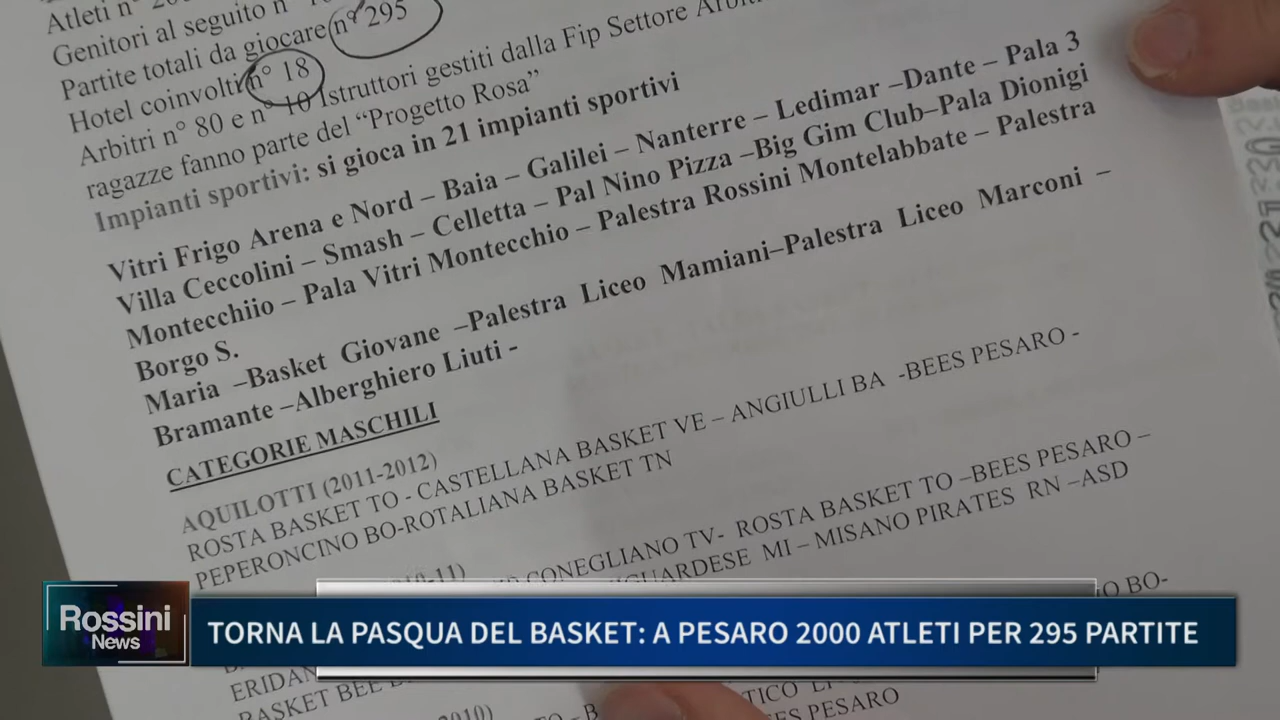 Atleti n°
Genitori al seguito n°
Partite totali da giocare n° 295
Hotel coinvolti n° 18
Arbitri n° 80 e n° 10 Istruttori gestiti dalla Fip Settore
ragazze fanno parte del “Progetto Rosa”
Impianti sportivi: si gioca in 21 impianti sportivi
Vitri Frigo Arena e Nord – Baia – Galilei – Nanterre – Ledimar –Dante – Pala 3
Villa Ceccolini – Smash – Celletta – Pal Nino Pizza –Big Gim Club–Pala Dionigi
Montecchiio – Pala Vitri Montecchio – Palestra Rossini Montelabbate – Palestra
Borgo S.
Maria –Basket Giovane –Palestra Liceo Mamiani–Palestra Liceo Marconi –
Bramante –Alberghiero Liuti -
CATEGORIE MASCHILI
AQUILOTTI (2011-2012)
ROSTA BASKET TO - CASTELLANA BASKET VE – ANGIULLI BA -BEES PESARO -
PEPERONCINO BO-ROTALIANA BASKET TN
CONEGLIANO TV- ROSTA BASKET TO –BEES PESARO –
MI – MISANO PIRATES RN –ASD
BO-
BASKET BEE
PESARO
Rossini
News
TORNA LA PASQUA DEL BASKET: A PESARO 2000 ATLETI PER 295 PARTITE